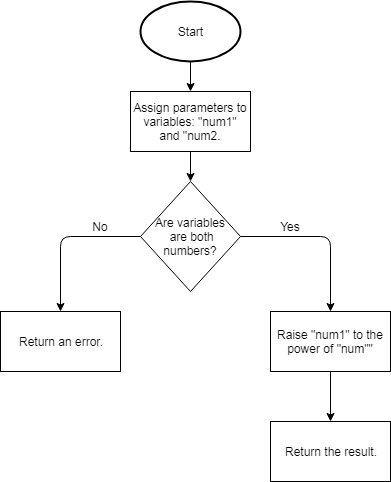 Start
Assign parameters to
variables: "num1"
and "num2.
Are variables
are both
numbers?
No
Yes
Return an error.
Raise "num1" to the
power of "num""
Return the result.